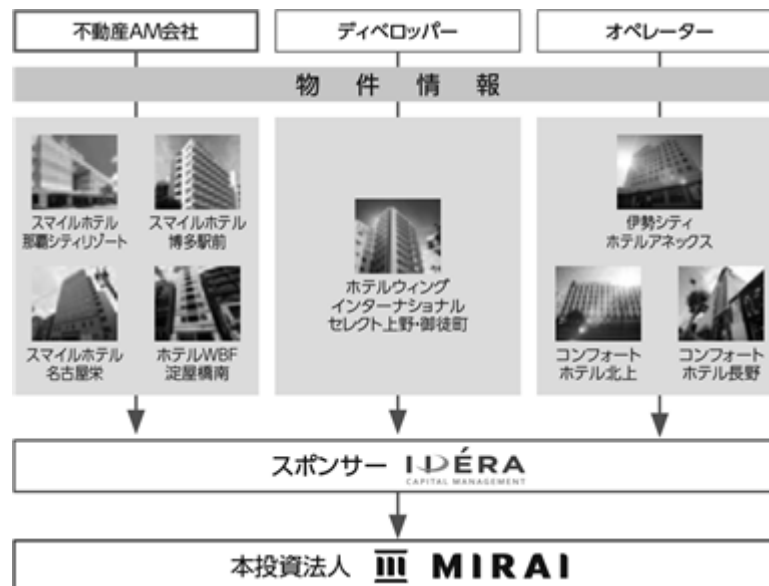 不動産AM会社
ディベロッパー
オペレーター
物件情報
スマイルホテル
那覇シティリゾート
スマイルホテル
博多駅前
スマイルホテル
名古屋栄
ホテルWBF
淀屋橋南
ホテルウィング
インターナショナル
セレクト上野・御徒町
伊勢シティ
ホテルアネックス
コンフォート
ホテル北上
コンフォート
ホテル長野
スポンサー IDÉRA
CAPITAL MANAGEMENT
本投資法人 MIRAI